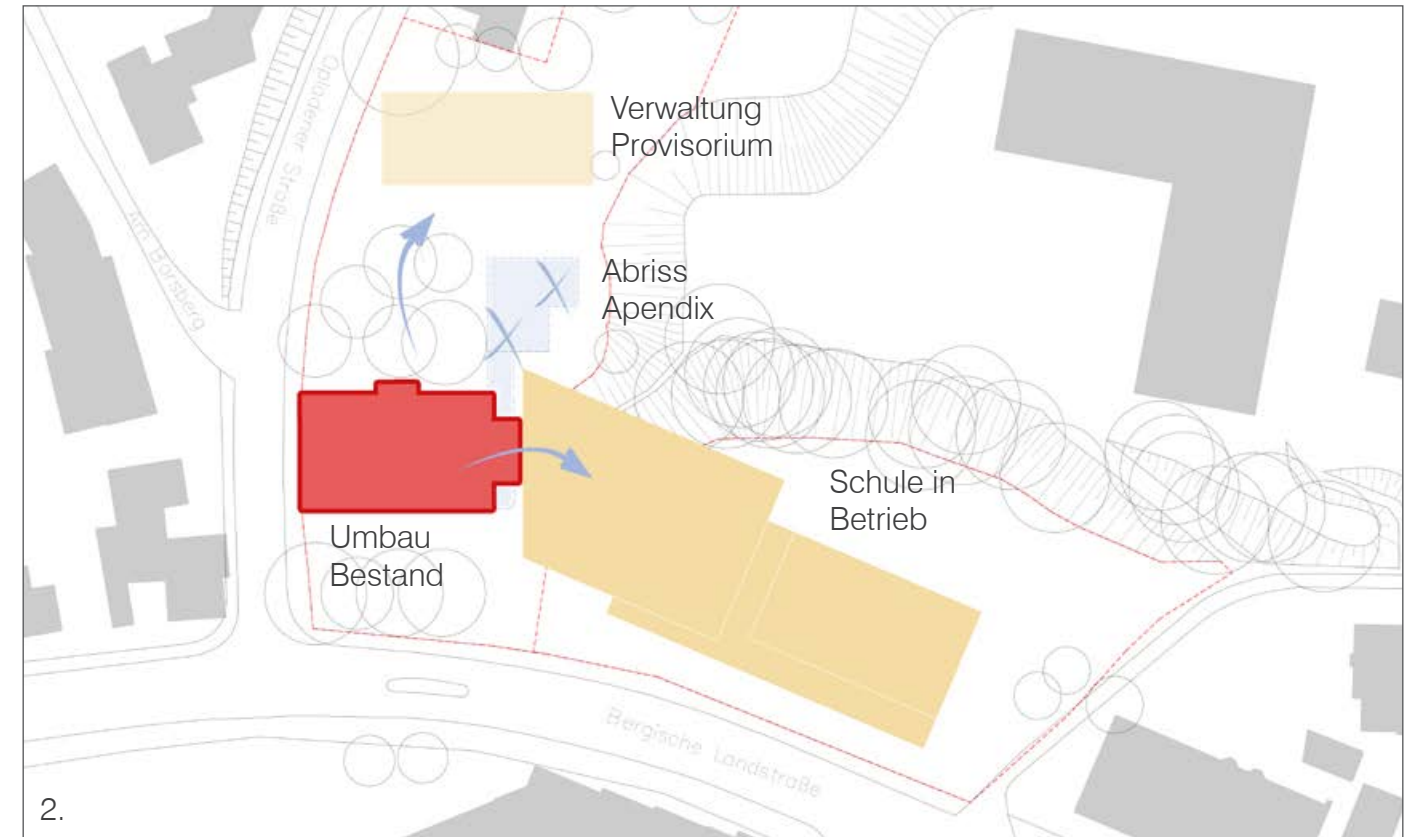 Opladener Straße
Verwaltung
Provisorium
Am Börsberg
Abriss
Apendix
Schule in
Betrieb
Umbau
Bestand
Bergische Landstraße
2.